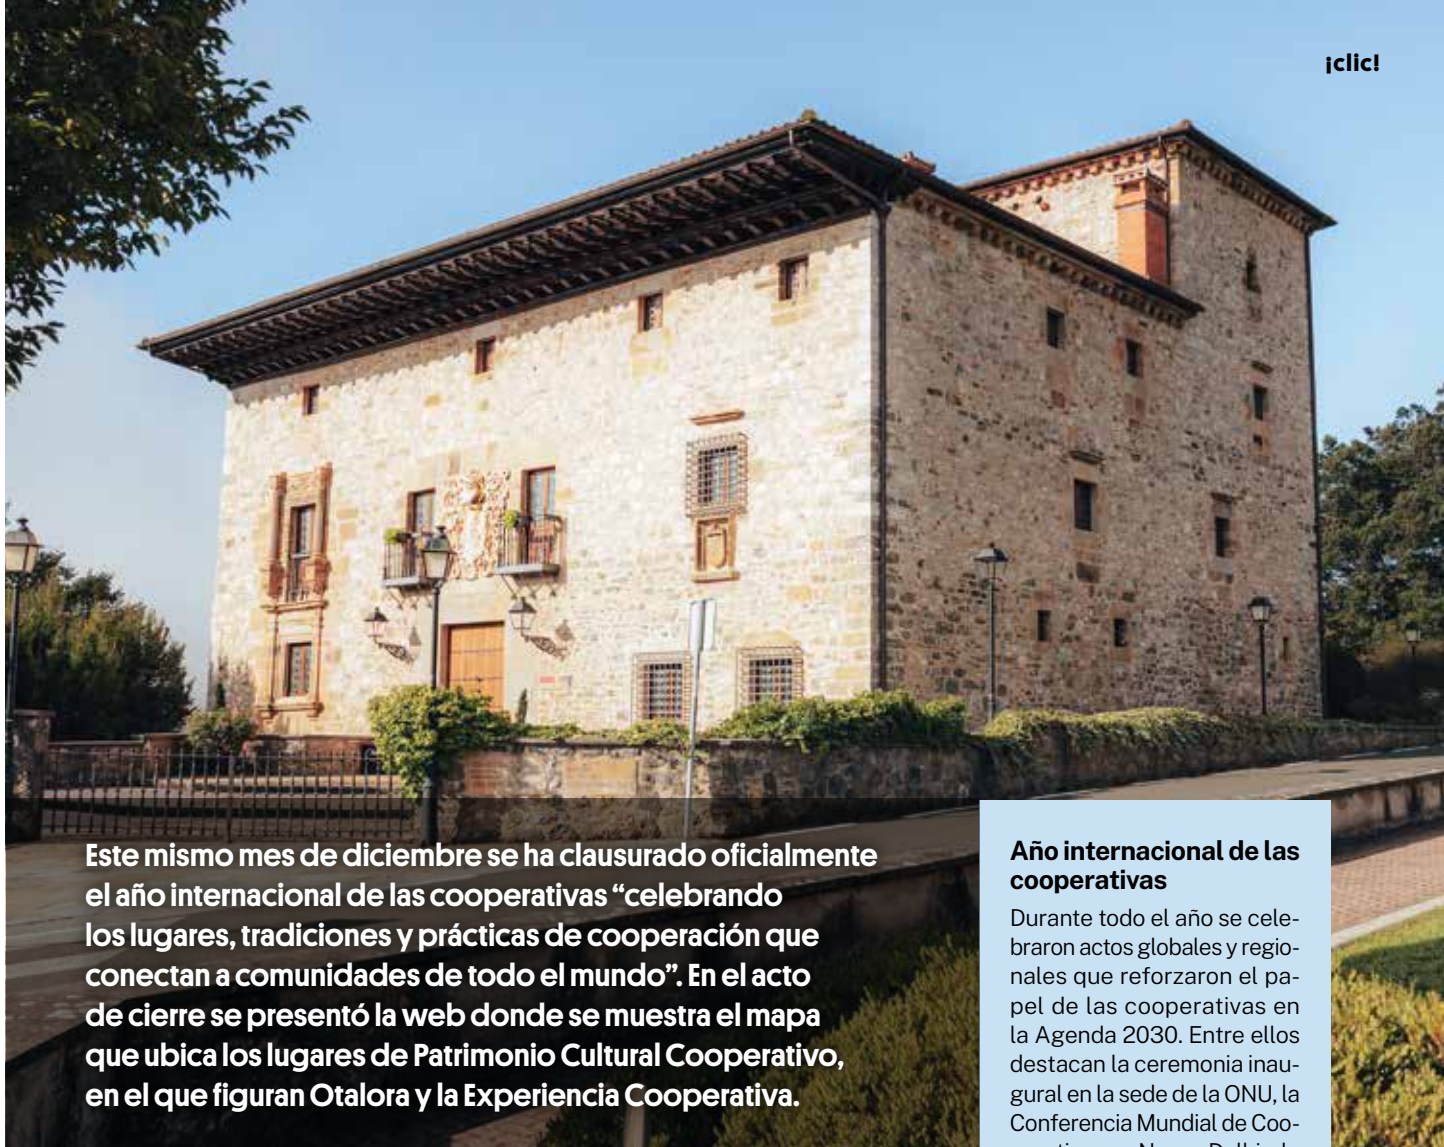 ¡clic!
Este mismo mes de diciembre se ha clausurado oficialmente
el año internacional de las cooperativas “celebrando
los lugares, tradiciones y prácticas de cooperación que
conectan a comunidades de todo el mundo”. En el acto
de cierre se presentó la web donde se muestra el mapa
que ubica los lugares de Patrimonio Cultural Cooperativo,
en el que figuran Otalora y la Experiencia Cooperativa.
Año internacional de las
cooperativas
Durante todo el año se cele-
braron actos globales y regio-
nales que reforzaron el pa-
pel de las cooperativas en
la Agenda 2030. Entre ellos
destacan la ceremonia inau-
gural en la sede de la ONU, la
Conferencia Mundial de Coo-